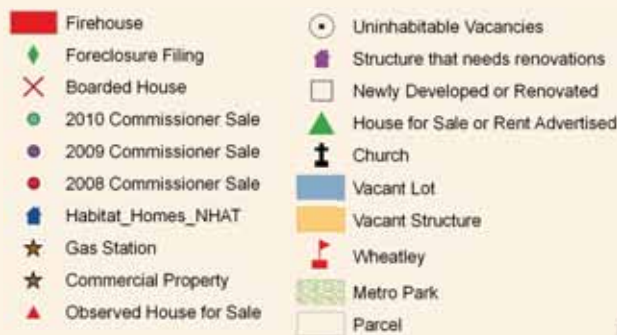 Firehouse
Foreclosure Filing
Boarded House
2010 Commissioner Sale
2009 Commissioner Sale
2008 Commissioner Sale
Habitat_Homes_NHAT
Gas Station
Commercial Property
Observed House for Sale
Uninhabitable Vacancies
Structure that needs renovations
Newly Developed or Renovated
House for Sale or Rent Advertised
Church
Vacant Lot
Vacant Structure
Wheatley
Metro Park
Parcel